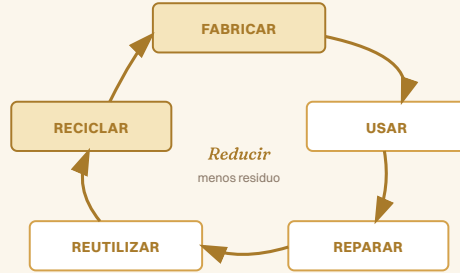 FABRICAR
RECICLAR
USAR
Reducir
menos residuo
REUTILIZAR
REPARAR